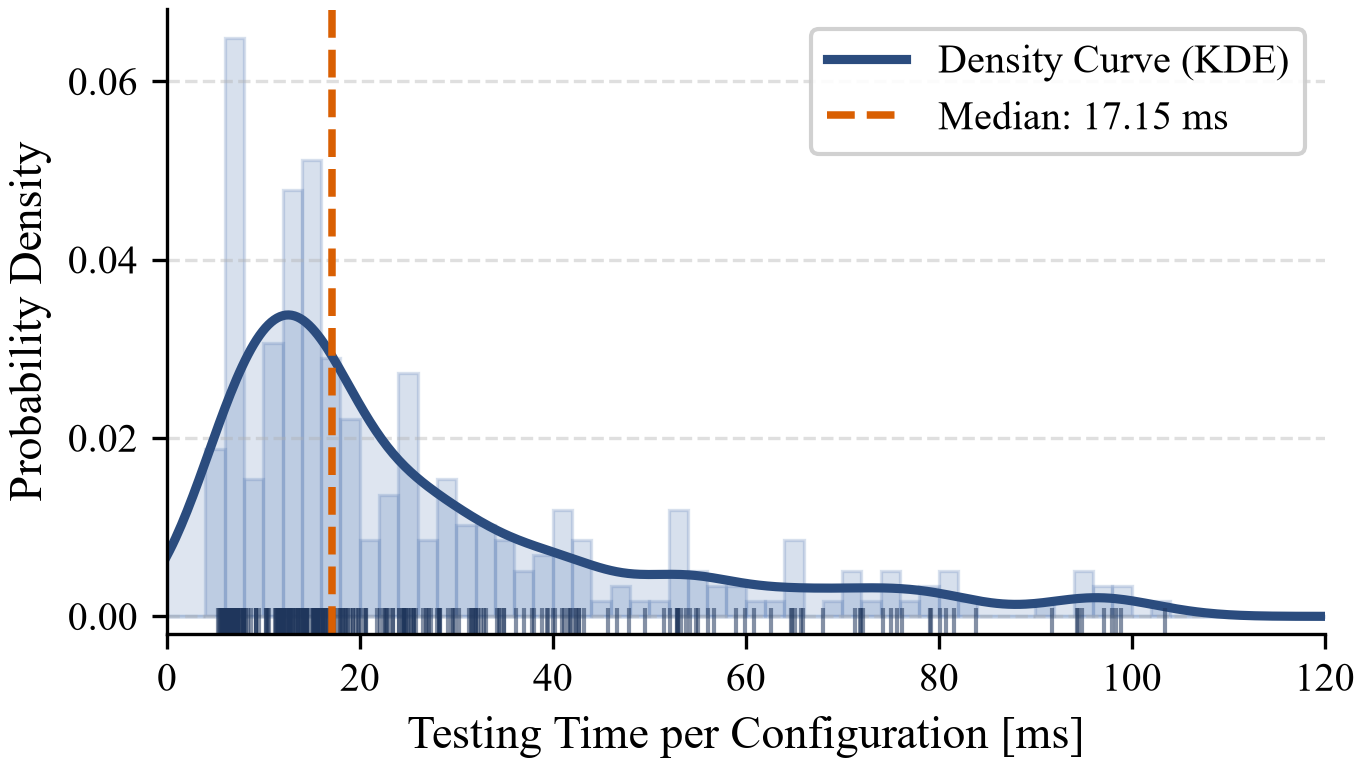 Density Curve (KDE)
Median: 17.15 ms
Probability Density
0.06
0.04
0.02
0.00
0 20 40 60 80 100 120
Testing Time per Configuration [ms]